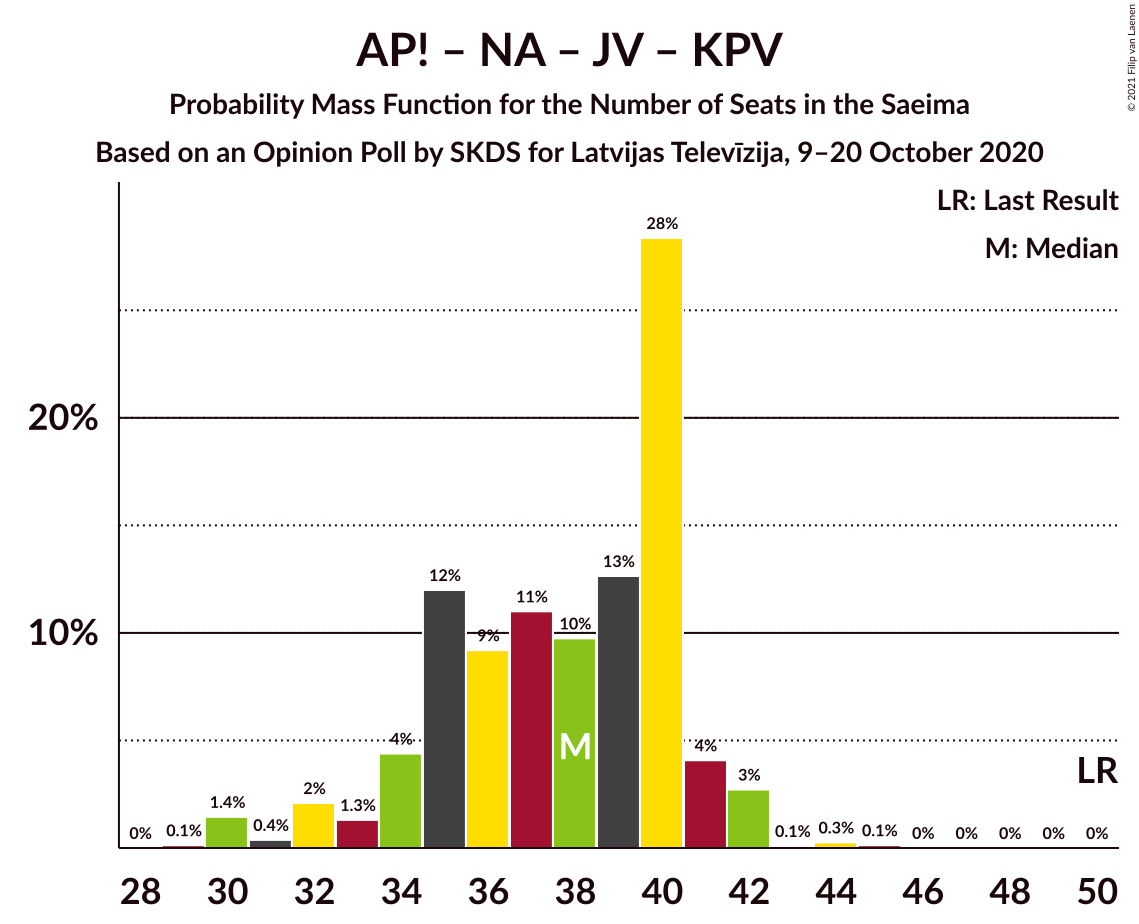 AP! – NA – JV – KPV
Probability Mass Function for the Number of Seats in the Saeima
Based on an Opinion Poll by SKDS for Latvijas Televīzija, 9–20 October 2020
© 2021 Filip van Laenen
LR: Last Result
M: Median
20%
10%
0%
0.1%
1.4%
0.4%
2%
1.3%
4%
12%
9%
11%
10%
13%
28%
4%
3%
0.1%
0.3%
0.1%
0%
0%
0%
0%
0%
M
LR
28 30 32 34 36 38 40 42 44 46 48 50